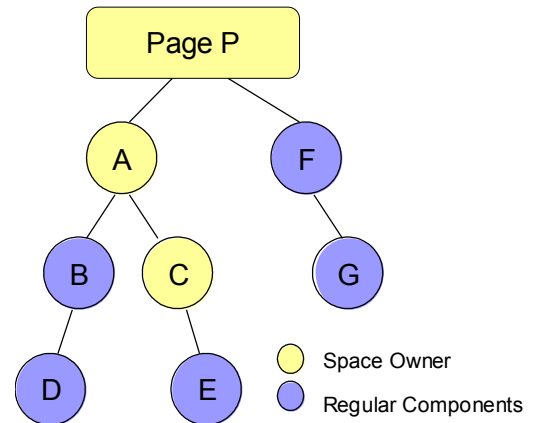 Page P
A
F
B
C
G
D
E
Space Owner
Regular Components